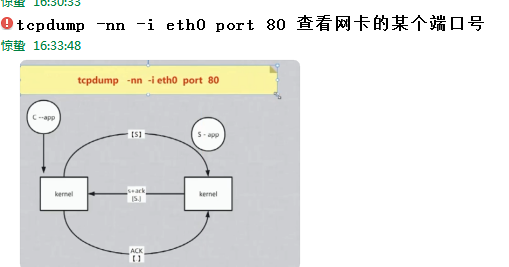 惊蛰 16:30:33
tcpdump -nn -i eth0 port 80 查看网卡的某个端口号
惊蛰 16:33:48
tcpdump -nn -i eth0 port 80
C --app
【S】
S - app
kernel
s+ack
[S.]
kernel
ACK
【.】